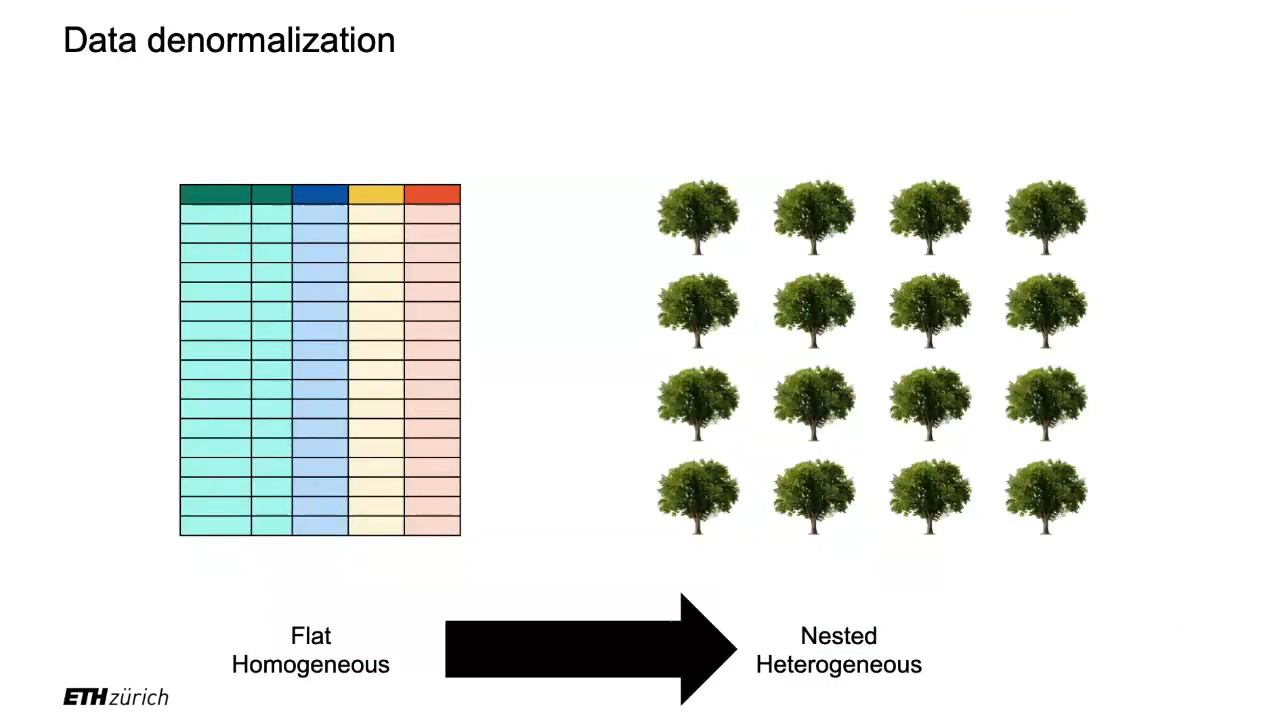 Data denormalization
Flat
Homogeneous
Nested
Heterogeneous
ETH zürich